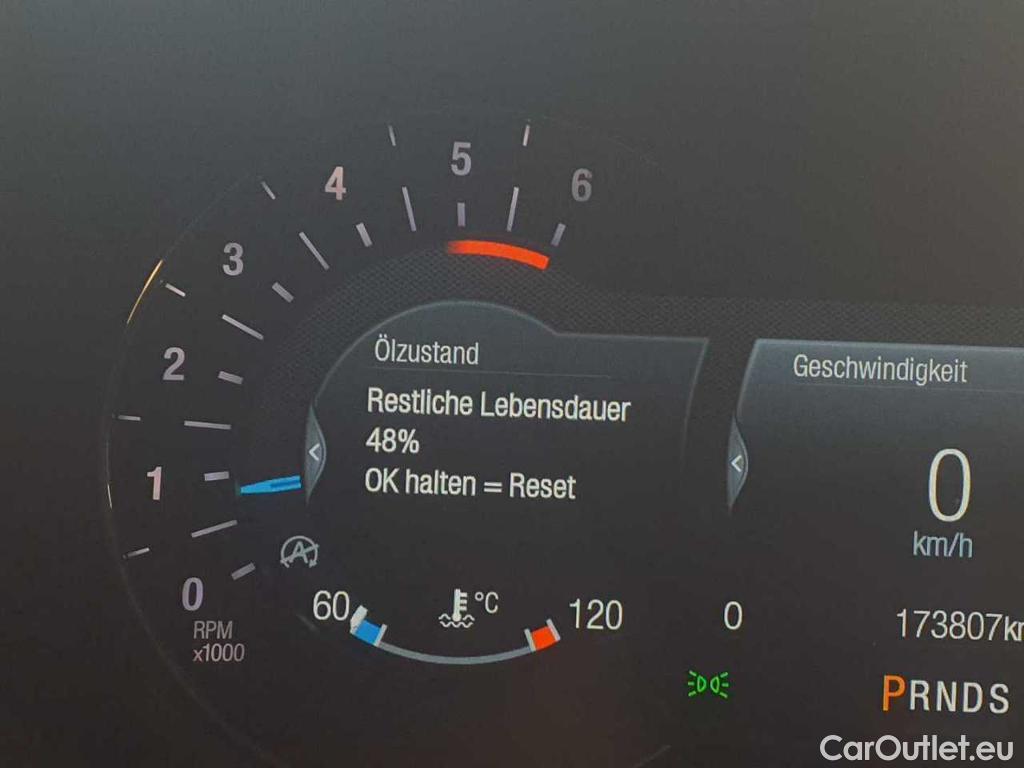 5
4
6
3
2
1
0
RPM
x1000
Ölzustand
Restliche Lebensdauer
48%
OK halten = Reset
Geschwindigkeit
0
km/h
A
60
°C
120
0
173807km
PRNDS
CarOutlet.eu